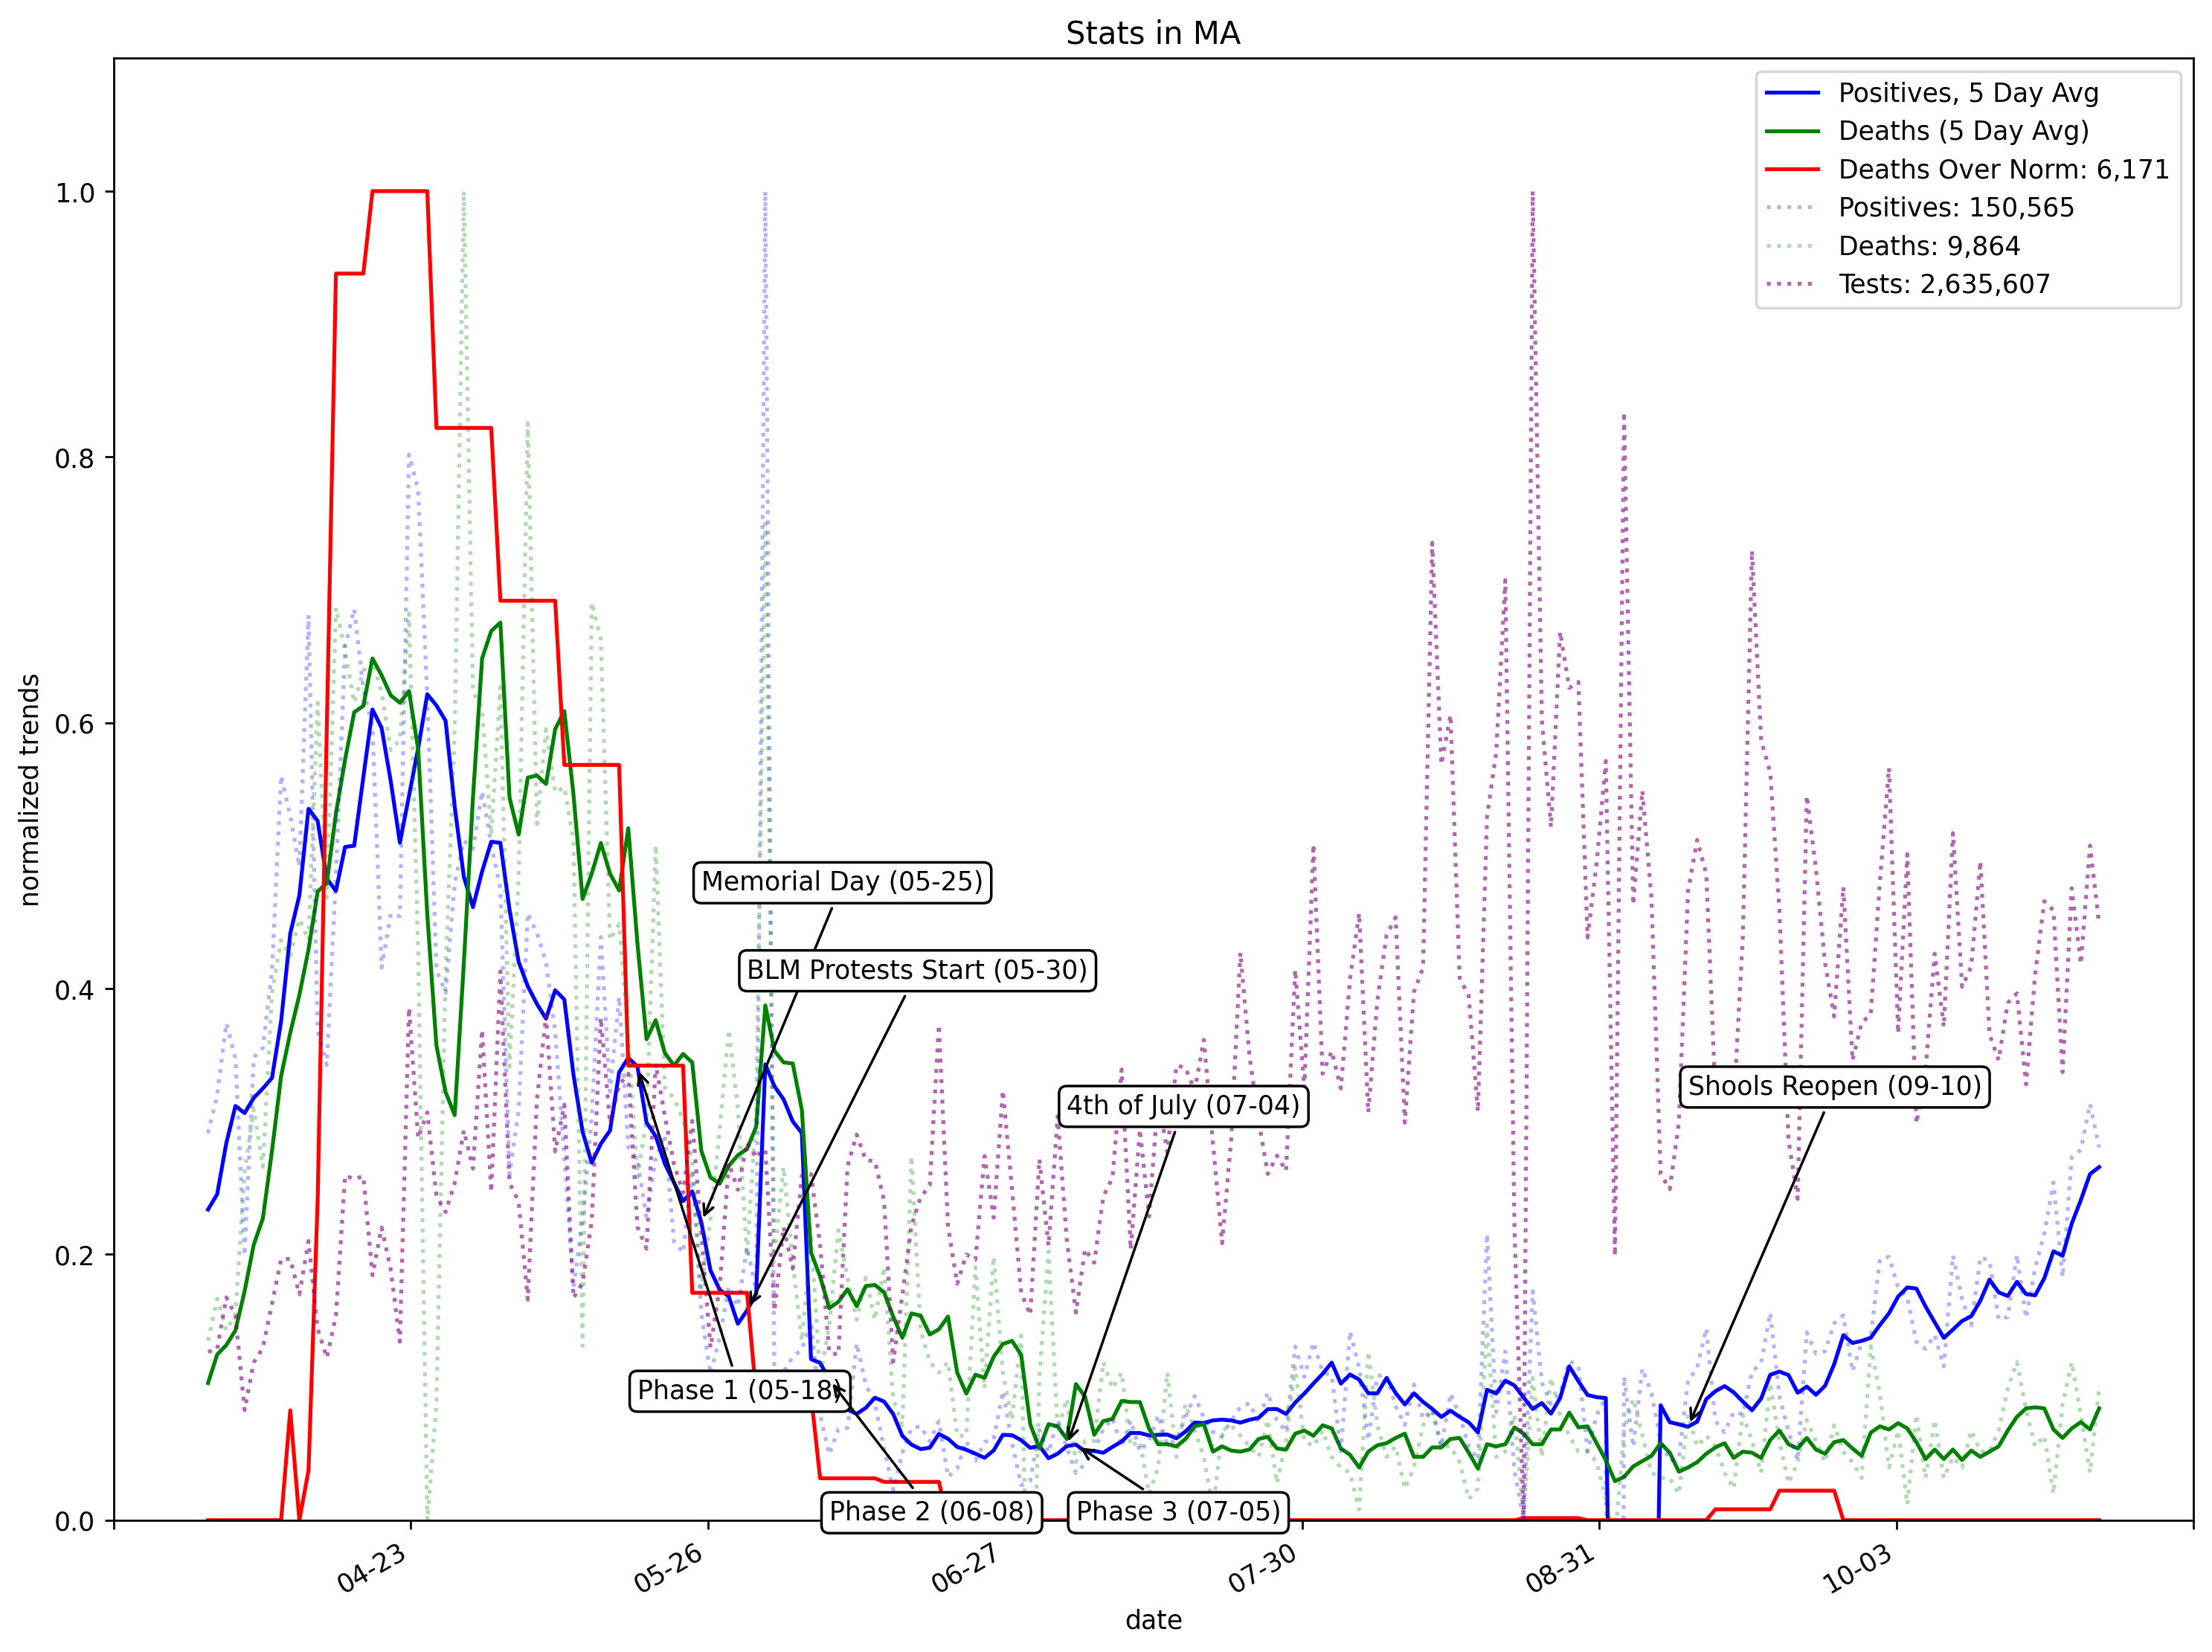 Stats in MA
Positives, 5 Day Avg
Deaths (5 Day Avg)
Deaths Over Norm: 6,171
Positives: 150,565
Deaths: 9,864
Tests: 2,635,607
1.0
0.8
0.6
0.4
0.2
0.0
normalized trends
Memorial Day (05-25)
BLM Protests Start (05-30)
4th of July (07-04)
Shools Reopen (09-10)
Phase 1 (05-18)
Phase 2 (06-08)
Phase 3 (07-05)
04-23
05-26
06-27
07-30
08-31
10-03
date